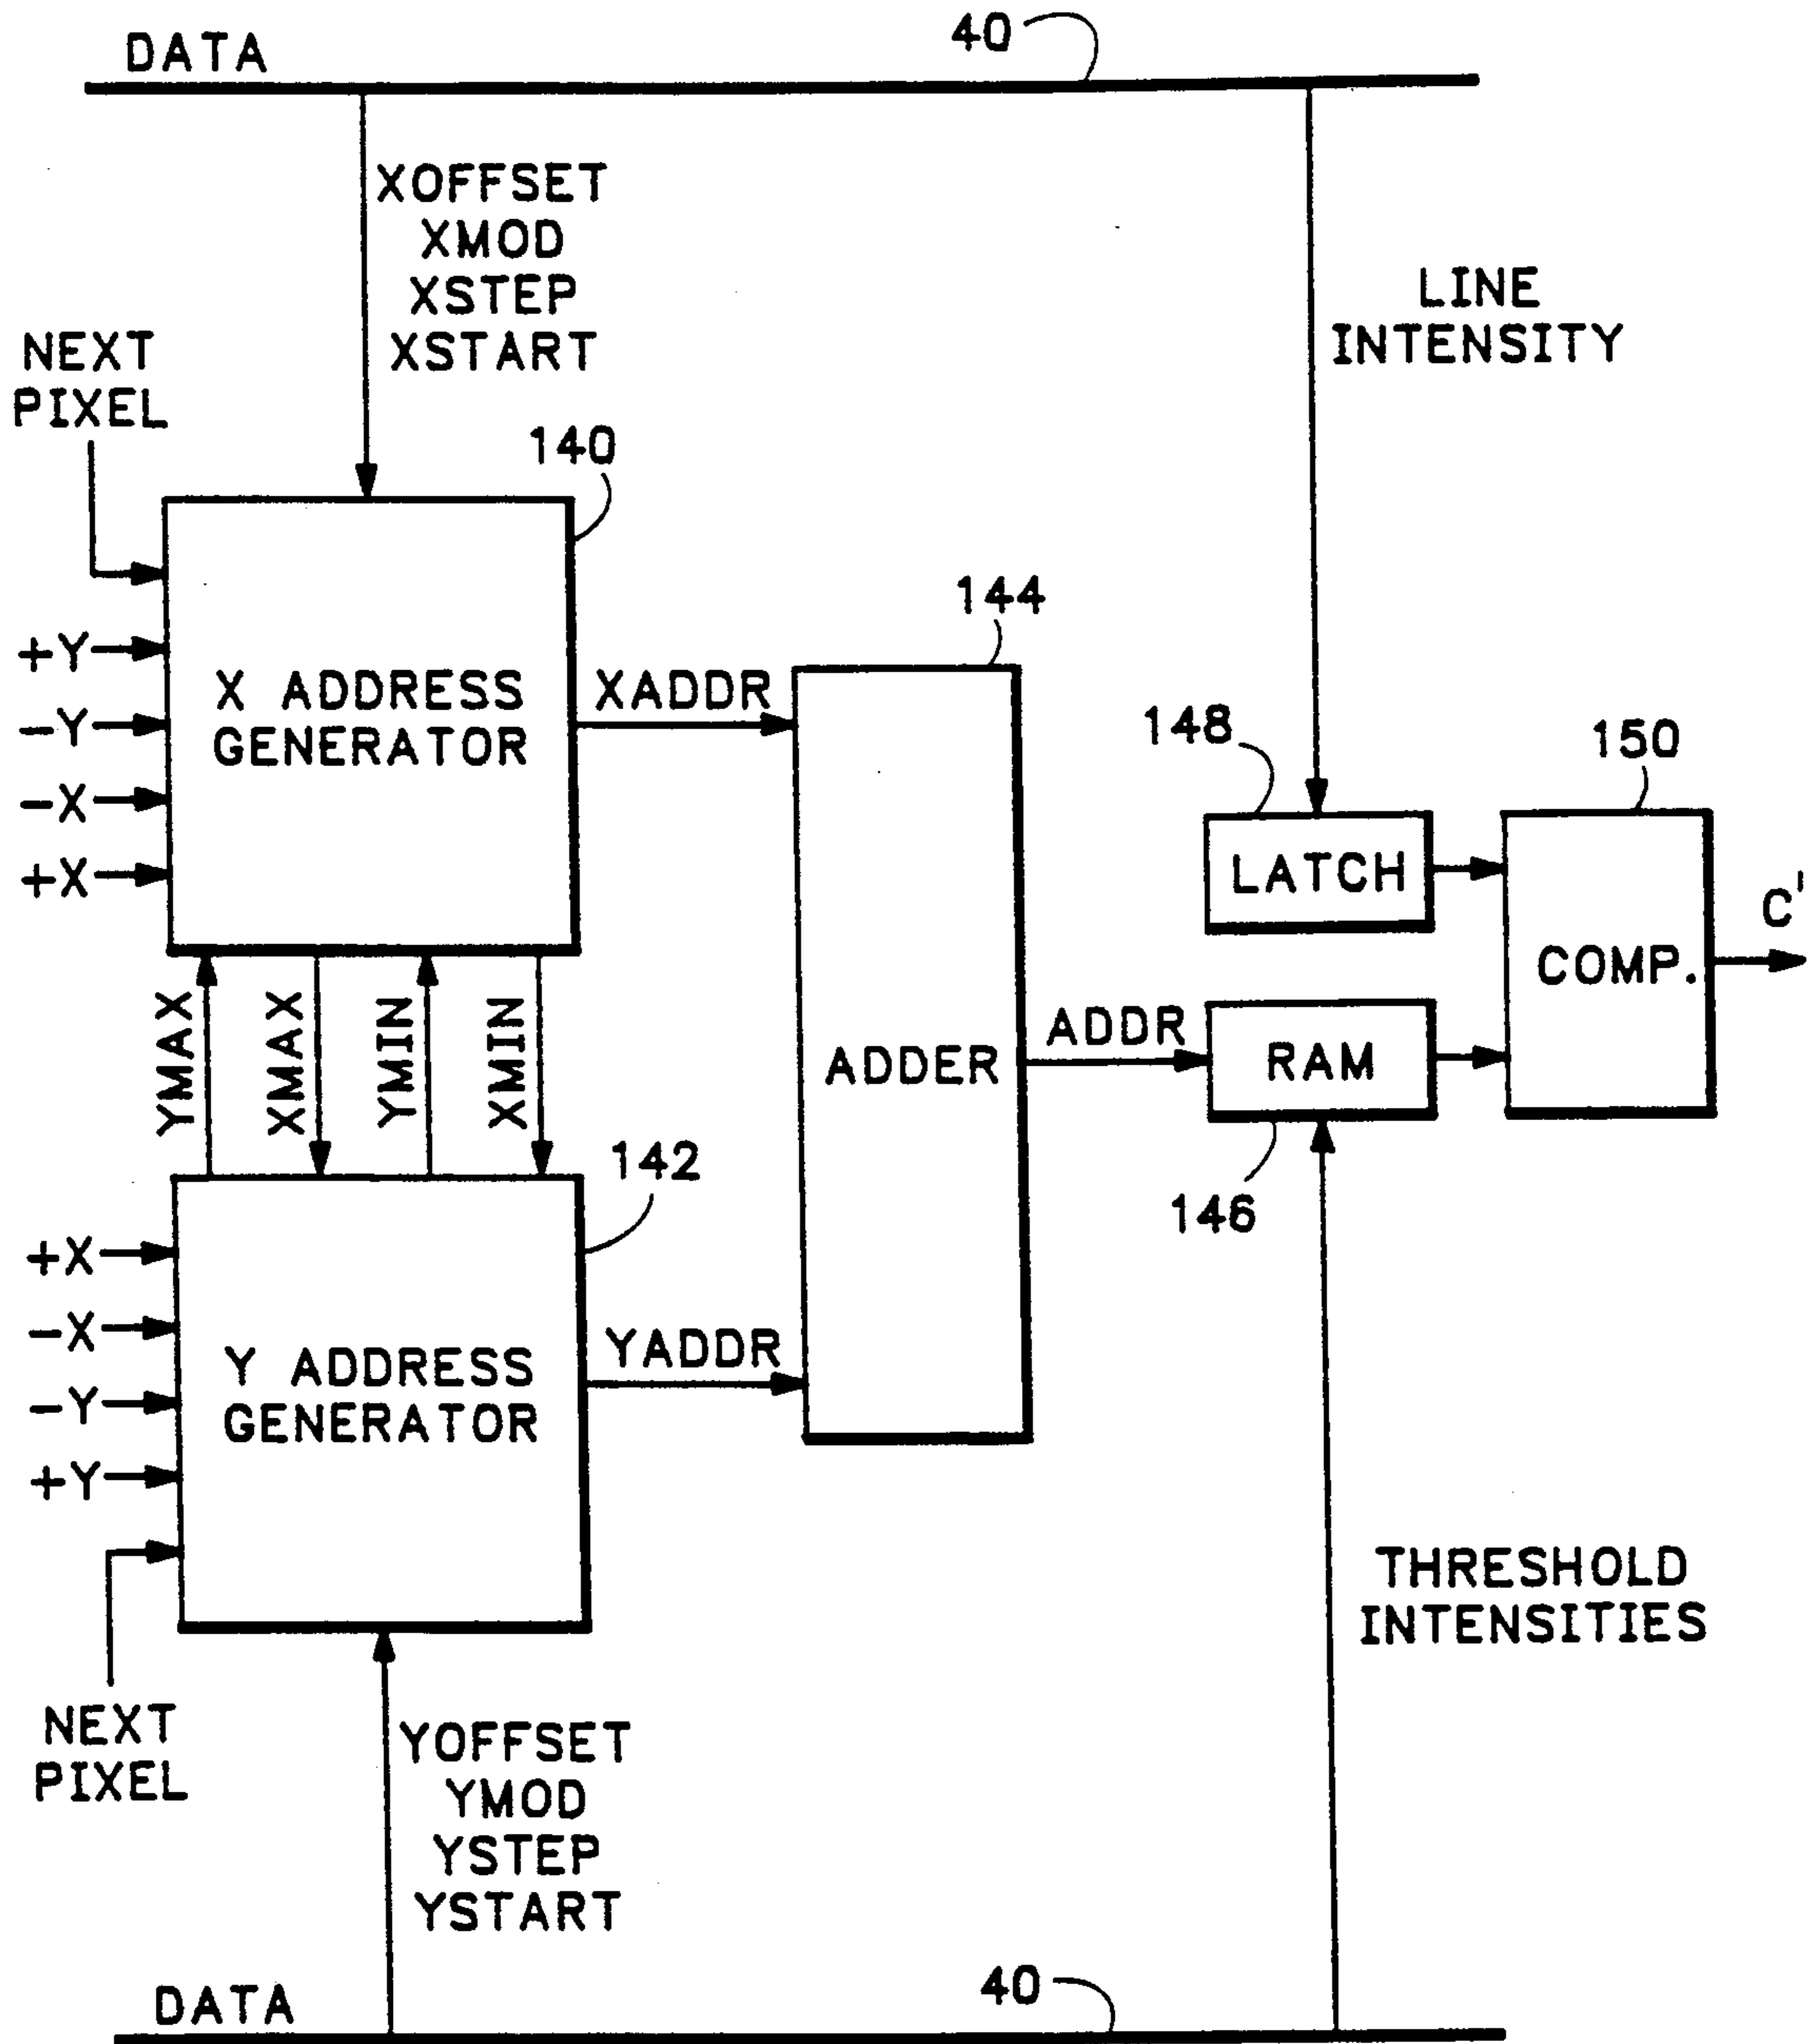 DATA
40
XOFFSET
XMOD
XSTEP
XSTART
LINE
INTENSITY
NEXT
PIXEL
140
+Y
-Y
-X
+X
X ADDRESS
GENERATOR
XADDR
144
148
150
LATCH
COMP.
C'
YMAX
XMAX
YMIN
XMIN
ADDER
ADDR
RAM
146
142
+X
-X
-Y
+Y
Y ADDRESS
GENERATOR
YADDR
NEXT
PIXEL
THRESHOLD
INTENSITIES
YOFFSET
YMOD
YSTEP
YSTART
DATA
40